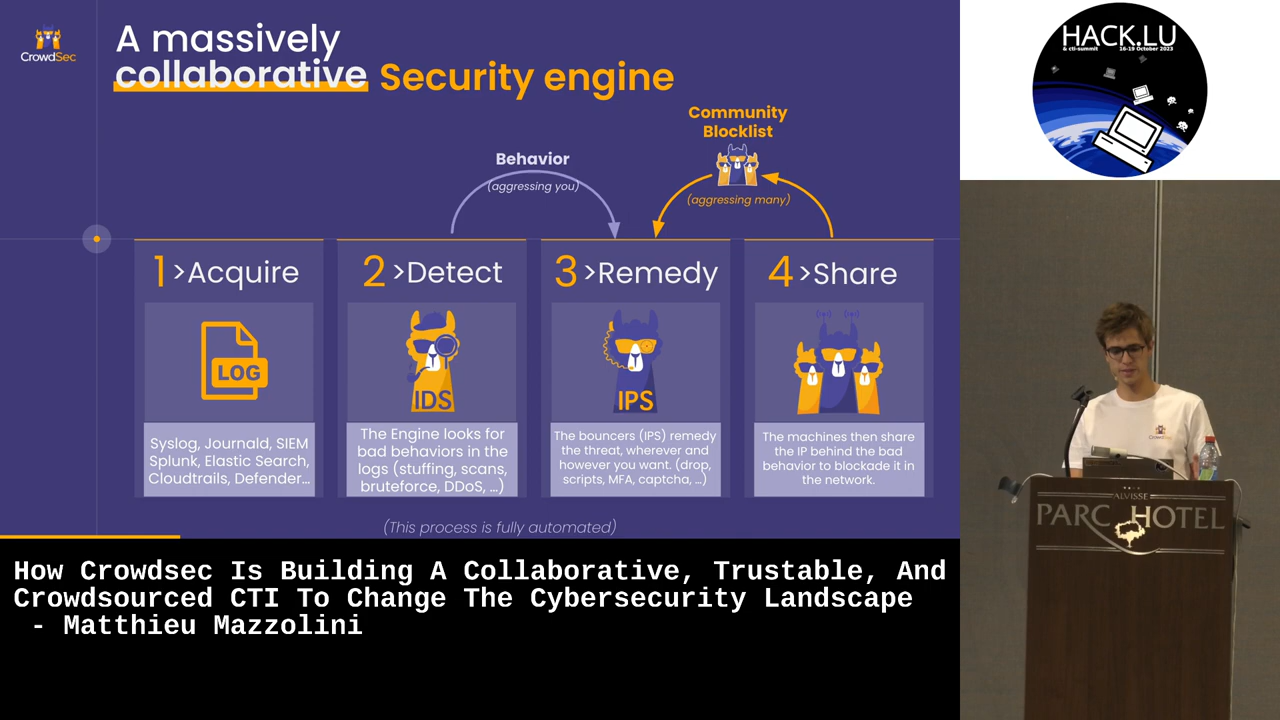 CrowdSec
A massively
collaborative Security engine
Community
Blocklist
Behavior
(aggressing you)
(aggressing many)
1 >Acquire
2 >Detect
3 >Remedy
4 >Share
LOG
IDS
IPS
Syslog, Journald, SIEM
Splunk, Elastic Search,
Cloudtrails, Defender...
The Engine looks for
bad behaviors in the
logs (stuffing, scans,
bruteforce, DDoS, ...)
The bouncers (IPS) remedy
the threat, wherever and
however you want. (drop,
scripts, MFA, captcha, ...)
The machines then share
the IP behind the bad
behavior to blockade it in
the network.
(This process is fully automated)
How Crowdsec Is Building A Collaborative, Trustable, And
Crowdsourced CTI To Change The Cybersecurity Landscape
- Matthieu Mazzolini
HACK.LU
& cti-summit 16-19 October 2023
CrowdSec
ALVISSE
PARC HOTEL